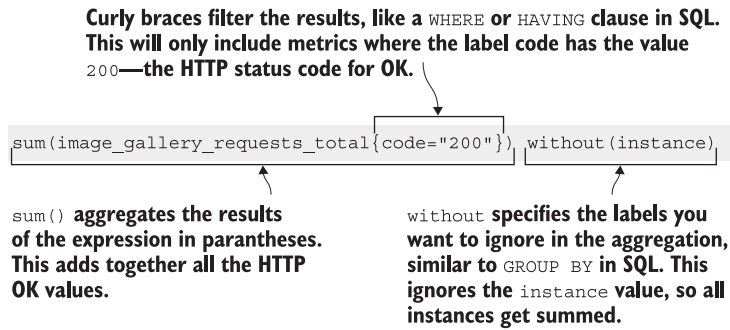 Curly braces filter the results, like a WHERE or HAVING clause in SQL.
This will only include metrics where the label code has the value
200—the HTTP status code for OK.
sum(image_gallery_requests_total{code="200"}) without(instance)
sum() aggregates the results
of the expression in parantheses.
This adds together all the HTTP
OK values.
without specifies the labels you
want to ignore in the aggregation,
similar to GROUP BY in SQL. This
ignores the instance value, so all
instances get summed.